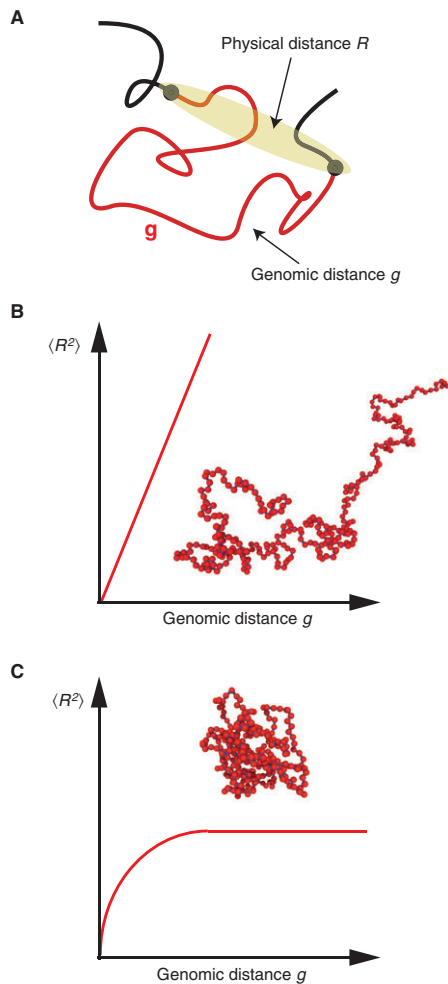 A
Physical distance R
g
Genomic distance g
B
⟨R²⟩
Genomic distance g
C
⟨R²⟩
Genomic distance g